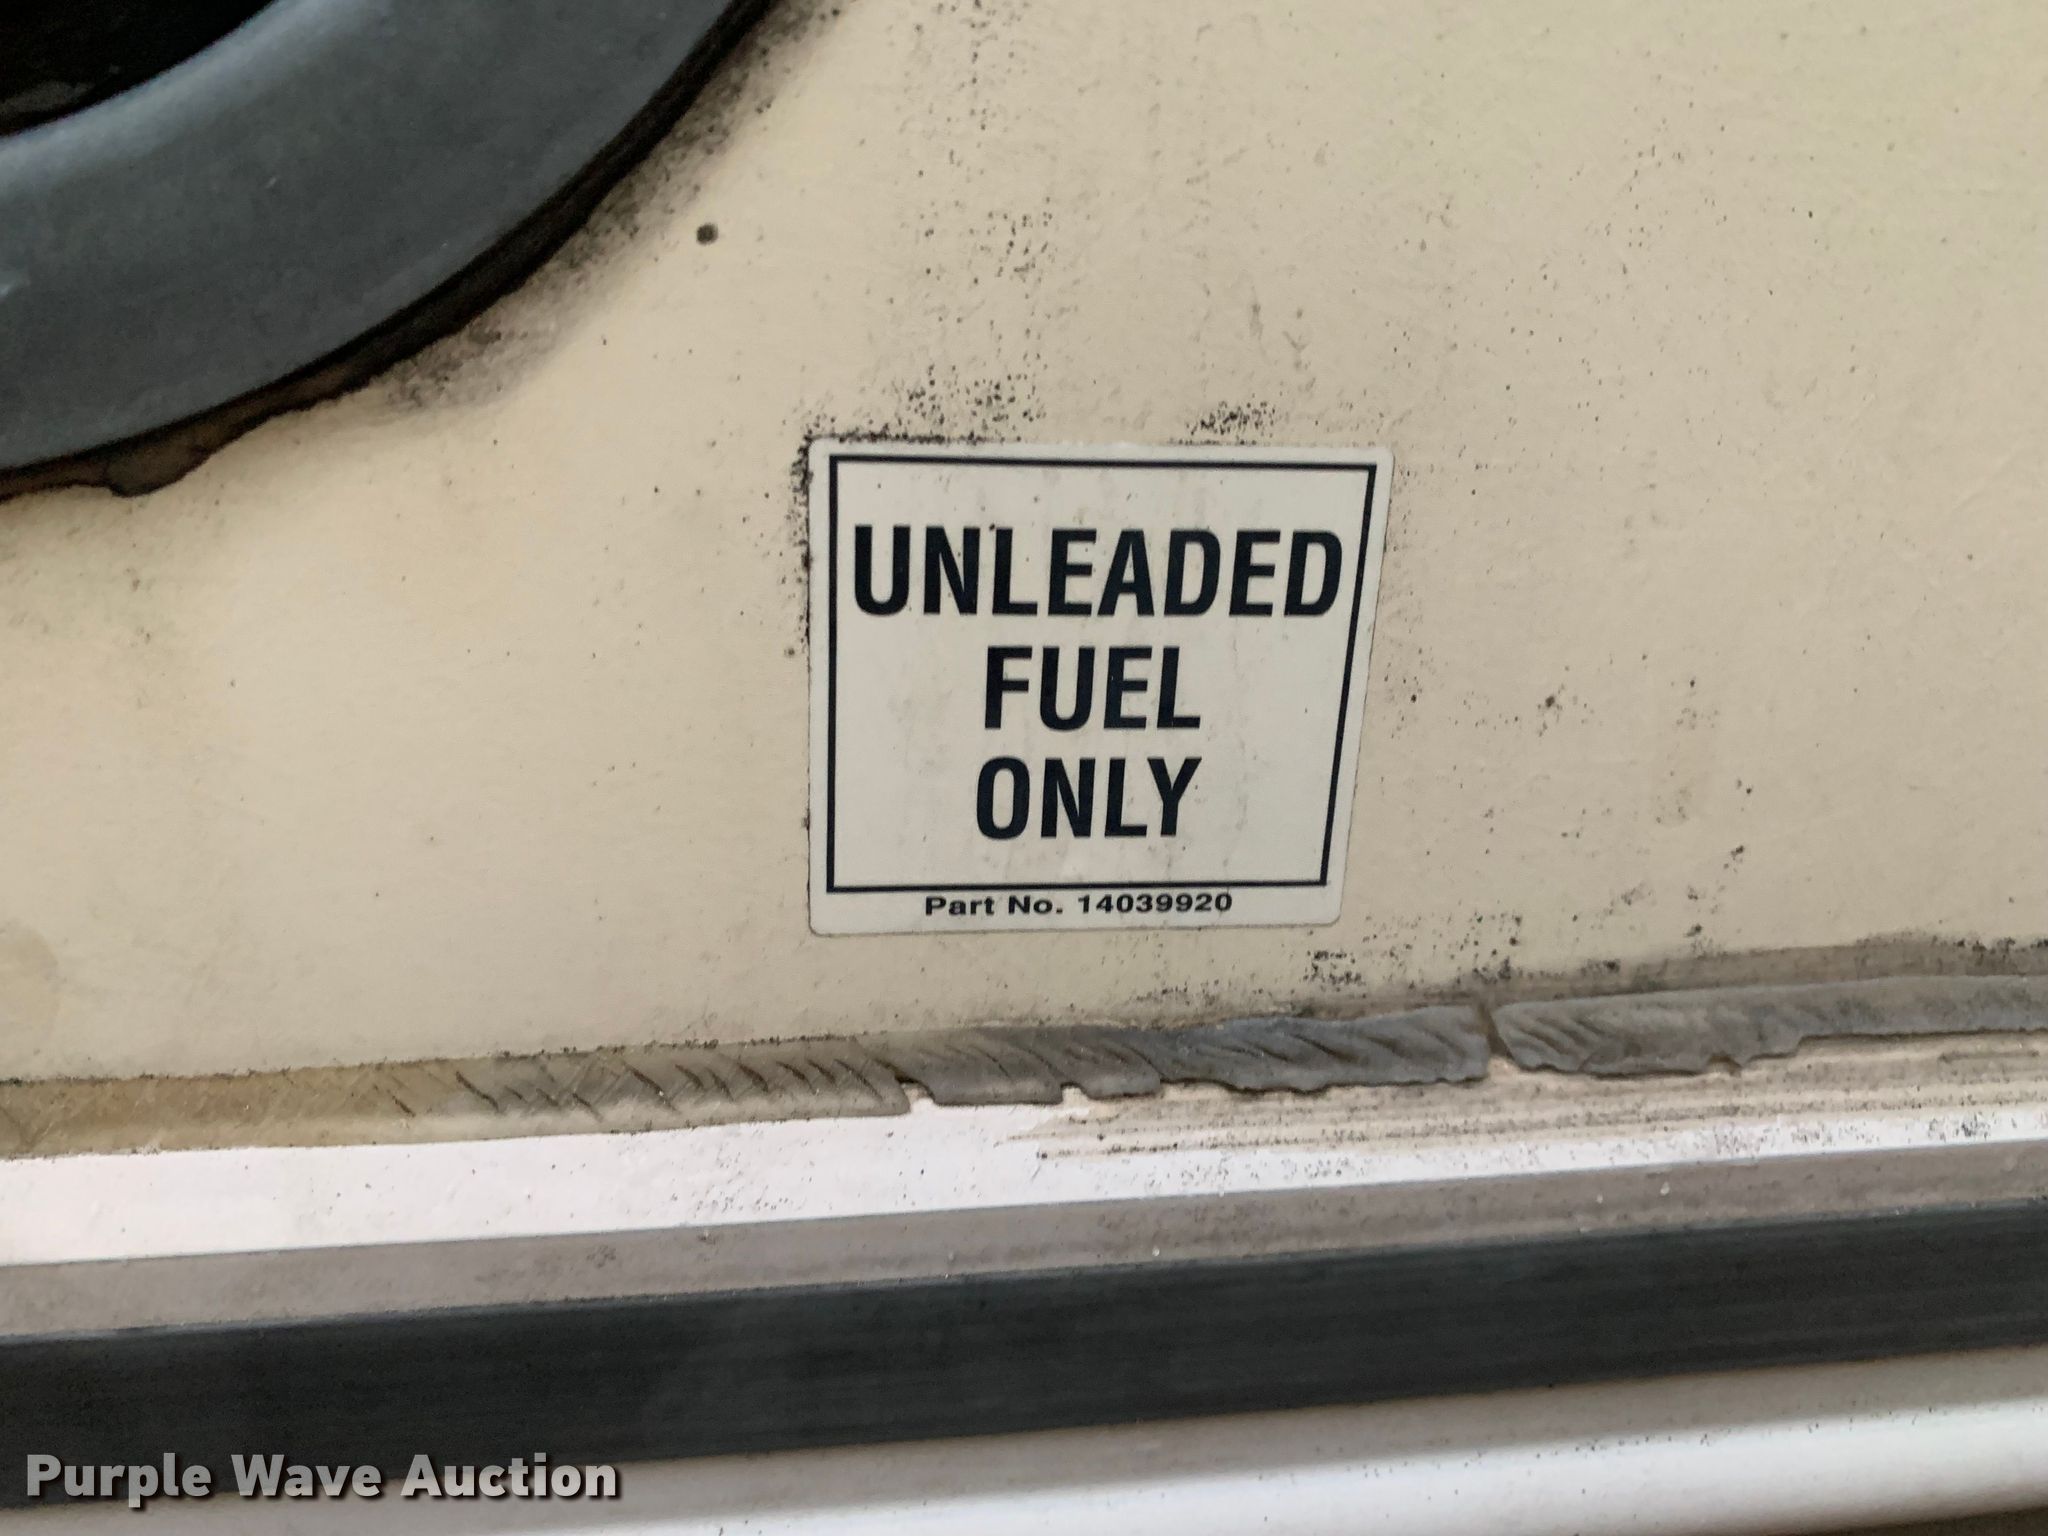 UNLEADED
FUEL
ONLY
Part No. 14039920
Purple Wave Auction